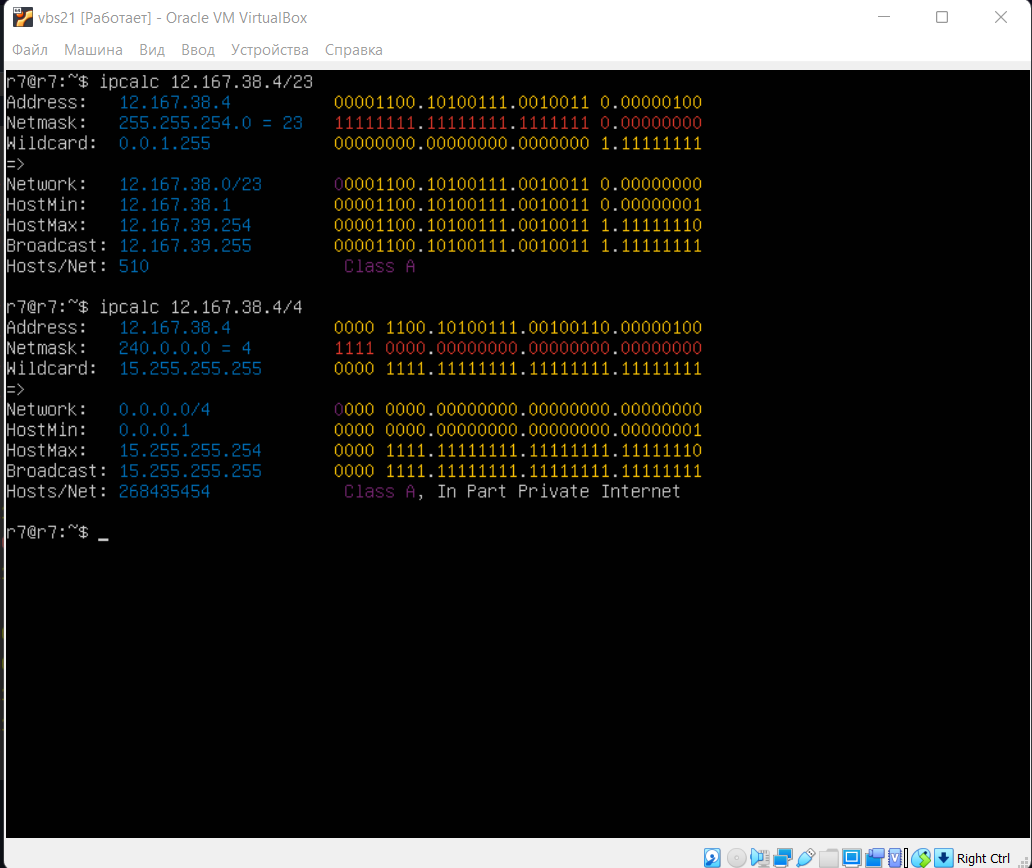 vbs21 [Работает] - Oracle VM VirtualBox
Файл Машина Вид Ввод Устройства Справка
r7@r7:~$ ipcalc 12.167.38.4/23
Address: 12.167.38.4 00001100.10100111.0010011 0.00000100
Netmask: 255.255.254.0 = 23 11111111.11111111.1111111 0.00000000
Wildcard: 0.0.1.255 00000000.00000000.0000000 1.11111111
=>
Network: 12.167.38.0/23 00001100.10100111.0010011 0.00000000
HostMin: 12.167.38.1 00001100.10100111.0010011 0.00000001
HostMax: 12.167.39.254 00001100.10100111.0010011 1.11111110
Broadcast: 12.167.39.255 00001100.10100111.0010011 1.11111111
Hosts/Net: 510 Class A
r7@r7:~$ ipcalc 12.167.38.4/4
Address: 12.167.38.4 0000 1100.10100111.00100110.00000100
Netmask: 240.0.0.0 = 4 1111 0000.00000000.00000000.00000000
Wildcard: 15.255.255.255 0000 1111.11111111.11111111.11111111
=>
Network: 0.0.0.0/4 0000 0000.00000000.00000000.00000000
HostMin: 0.0.0.1 0000 0000.00000000.00000000.00000001
HostMax: 15.255.255.254 0000 1111.11111111.11111111.11111110
Broadcast: 15.255.255.255 0000 1111.11111111.11111111.11111111
Hosts/Net: 268435454 Class A, In Part Private Internet
r7@r7:~$ _
Right Ctrl